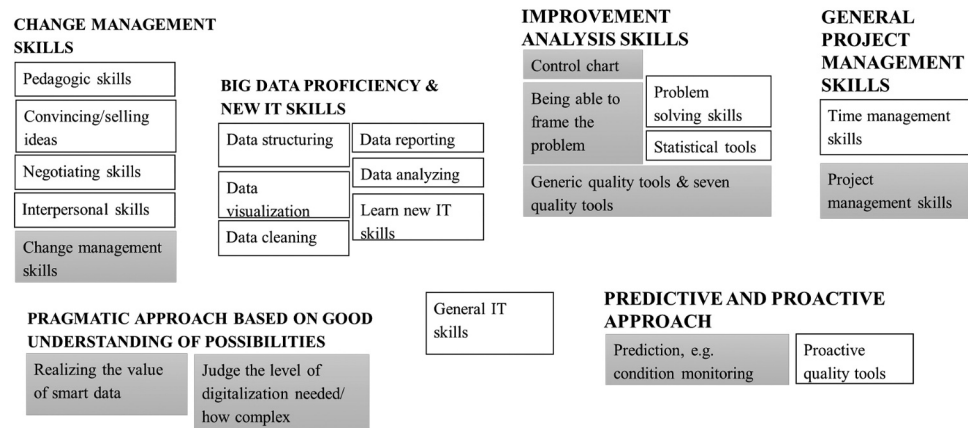 CHANGE MANAGEMENT
SKILLS
Pedagogic skills
Convincing/selling
ideas
Negotiating skills
Interpersonal skills
Change management
skills
BIG DATA PROFICIENCY &
NEW IT SKILLS
Data structuring
Data
visualization
Data cleaning
Data reporting
Data analyzing
Learn new IT
skills
IMPROVEMENT
ANALYSIS SKILLS
Control chart
Being able to
frame the
problem
Problem
solving skills
Statistical tools
Generic quality tools & seven
quality tools
GENERAL
PROJECT
MANAGEMENT
SKILLS
Time management
skills
Project
management skills
PRAGMATIC APPROACH BASED ON GOOD
UNDERSTANDING OF POSSIBILITIES
Realizing the value
of smart data
Judge the level of
digitalization needed/
how complex
General IT
skills
PREDICTIVE AND PROACTIVE
APPROACH
Prediction, e.g.
condition monitoring
Proactive
quality tools